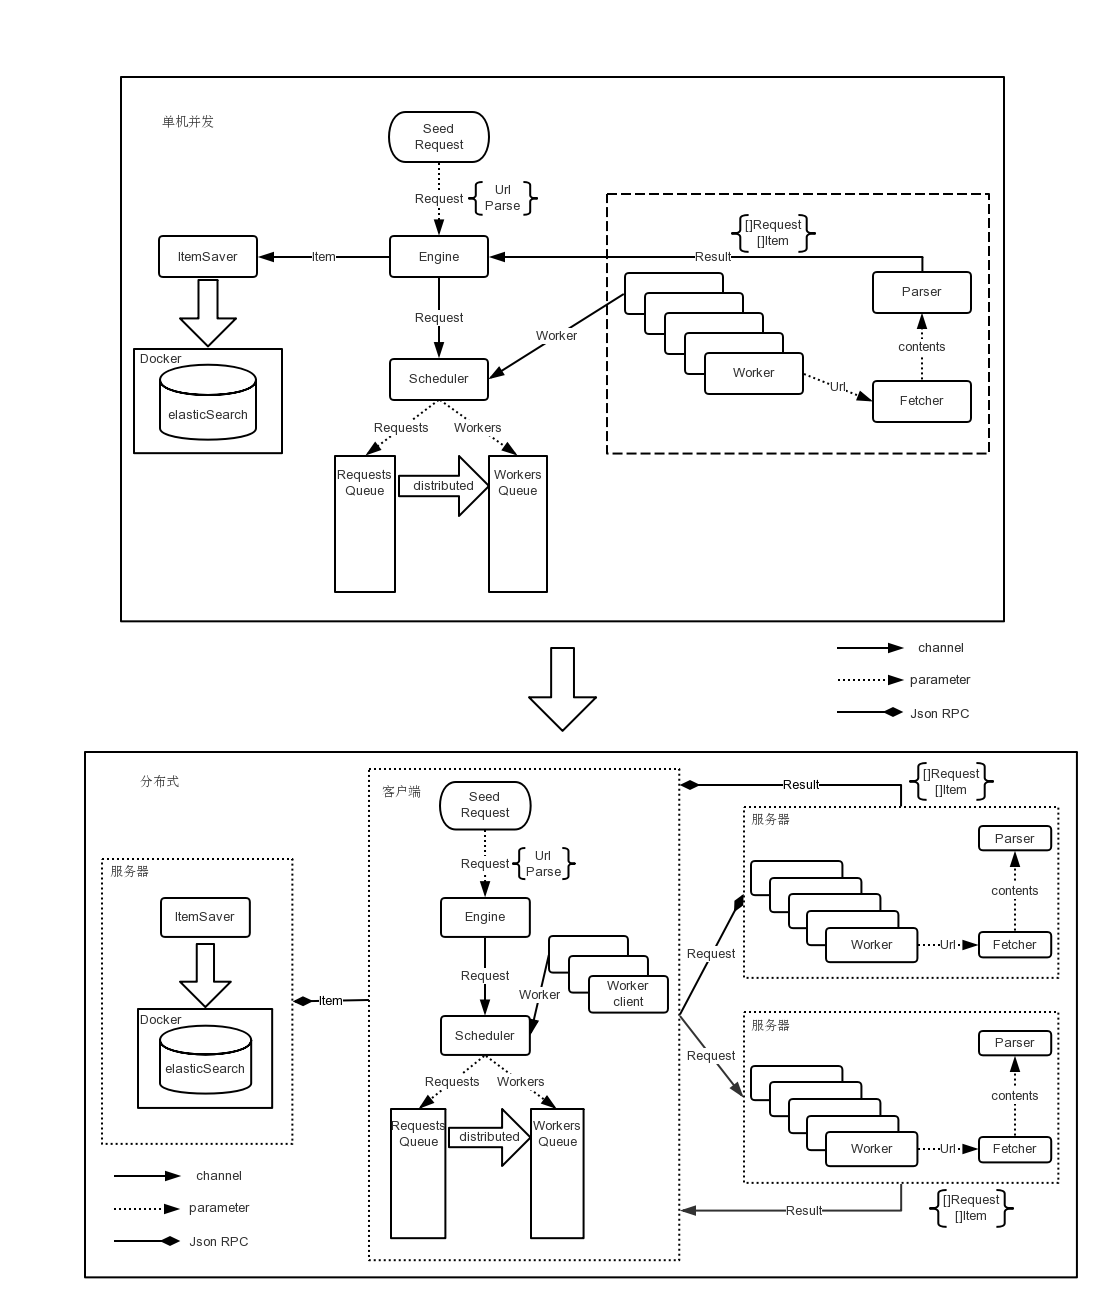 单机并发
Seed
Request
Request
Url
Parse
[]Request
[]Item
ItemSaver
Item
Engine
Result
Parser
Request
Worker
contents
Docker
elasticSearch
Scheduler
Worker
Url
Fetcher
Requests
Workers
Requests
Queue
distributed
Workers
Queue
channel
parameter
Json RPC
分布式
客户端
Seed
Request
Result
[]Request
[]Item
服务器
Request
Url
Parse
Parser
contents
服务器
ItemSaver
Engine
Worker
Url
Fetcher
Request
Request
Worker
Worker
client
Item
Docker
elasticSearch
Scheduler
服务器
Request
Parser
contents
Requests
Workers
Requests
Queue
distributed
Workers
Queue
Worker
Url
Fetcher
channel
parameter
Json RPC
Result
[]Request
[]Item